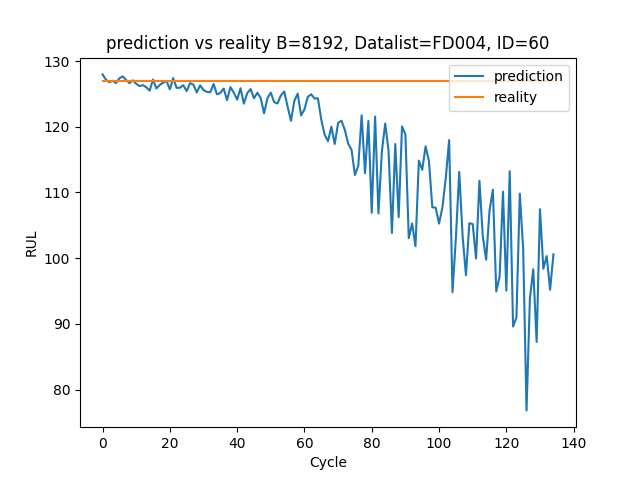 prediction vs reality B=8192, Datalist=FD004, ID=60
prediction
reality
RUL
130
120
110
100
90
80
0 20 40 60 80 100 120 140
Cycle